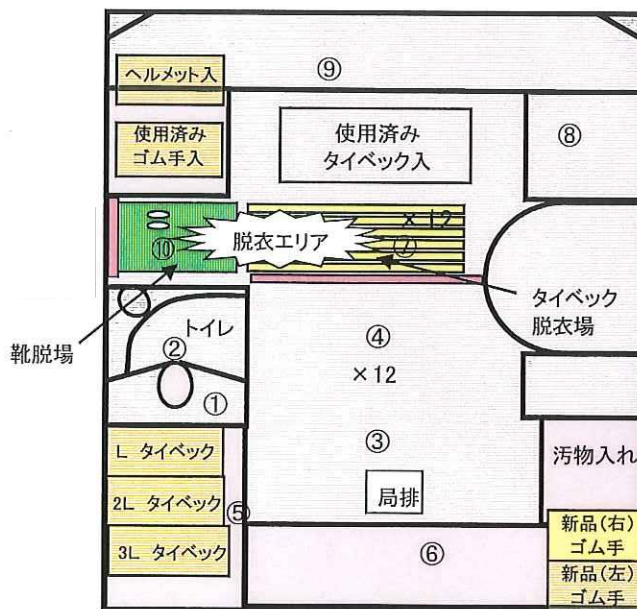 ヘルメット入
⑨
使用済み
ゴム手入
使用済み
タイベック入
⑧
×12
⑩
脱衣エリア
⑦
タイベック
脱衣場
靴脱場
トイレ
②
①
④
×12
③
局排
L タイベック
2L タイベック
3L タイベック
⑤
⑥
汚物入れ
新品(右)
ゴム手
新品(左)
ゴム手